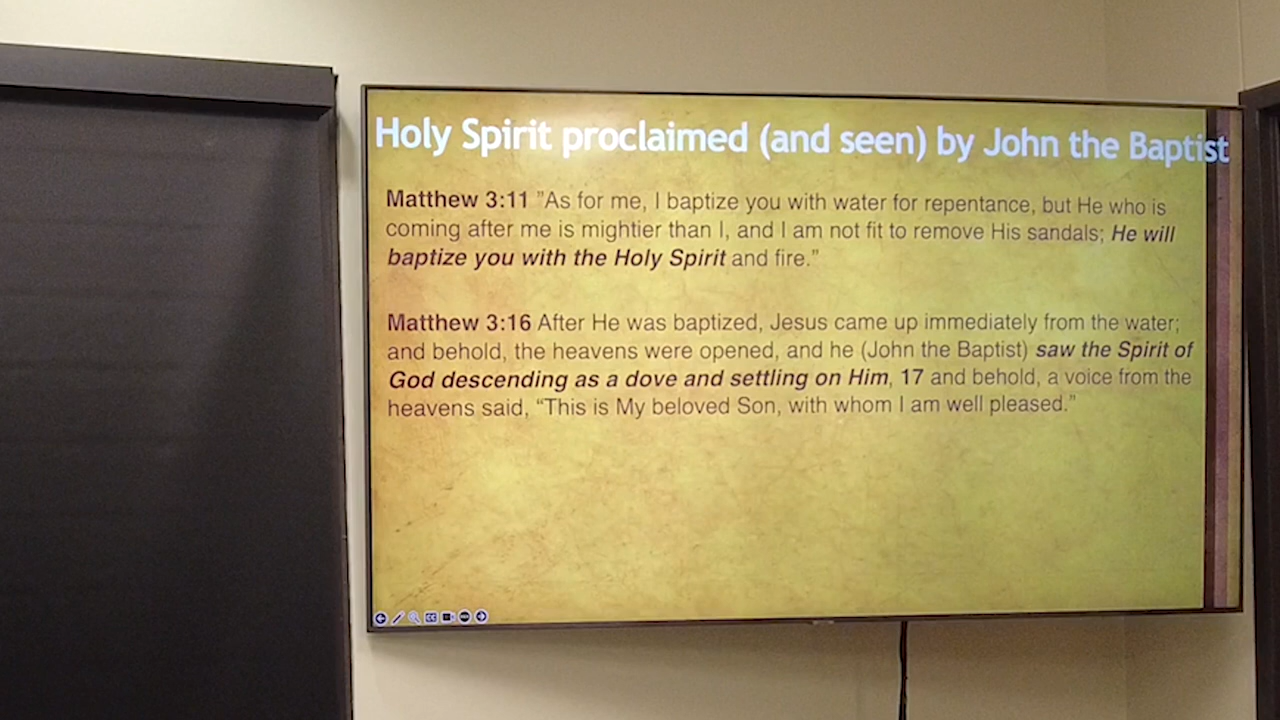 Holy Spirit proclaimed (and seen) by John the Baptist
Matthew 3:11 "As for me, I baptize you with water for repentance, but He who is
coming after me is mightier than I, and I am not fit to remove His sandals; He will
baptize you with the Holy Spirit and fire."
Matthew 3:16 After He was baptized, Jesus came up immediately from the water;
and behold, the heavens were opened, and he (John the Baptist) saw the Spirit of
God descending as a dove and settling on Him, 17 and behold, a voice from the
heavens said, “This is My beloved Son, with whom I am well pleased.”